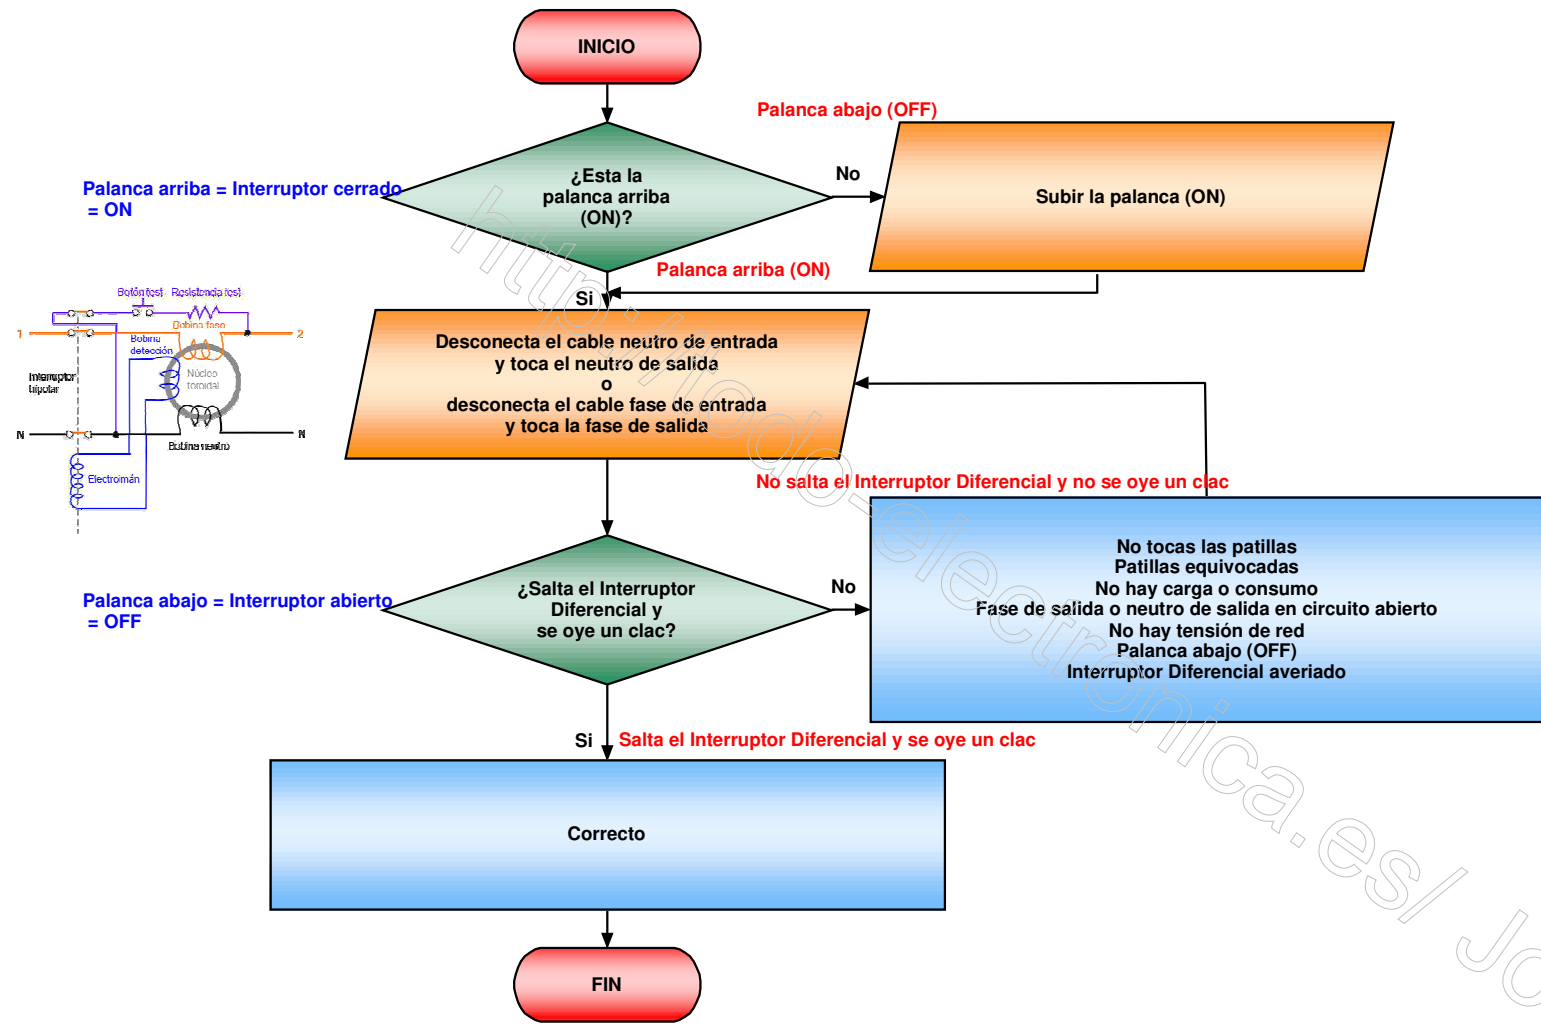 INICIO
Palanca abajo (OFF)
¿Esta la
palanca arriba
(ON)?
No
Subir la palanca (ON)
Palanca arriba = Interruptor cerrado
= ON
Palanca arriba (ON)
Si
Botón test Resistencia test
Bobina fase
1
2
Bobina
detección
Núcleo
toroidal
Interruptor
bipolar
N
N
Bobina neutro
Electroimán
Desconecta el cable neutro de entrada
y toca el neutro de salida
o
desconecta el cable fase de entrada
y toca la fase de salida
No salta el Interruptor Diferencial y no se oye un clac
¿Salta el Interruptor
Diferencial y
se oye un clac?
No
Palanca abajo = Interruptor abierto
= OFF
No tocas las patillas
Patillas equivocadas
No hay carga o consumo
Fase de salida o neutro de salida en circuito abierto
No hay tensión de red
Palanca abajo (OFF)
Interruptor Diferencial averiado
Si
Salta el Interruptor Diferencial y se oye un clac
Correcto
FIN
http://todo-electronica.es/ Jo